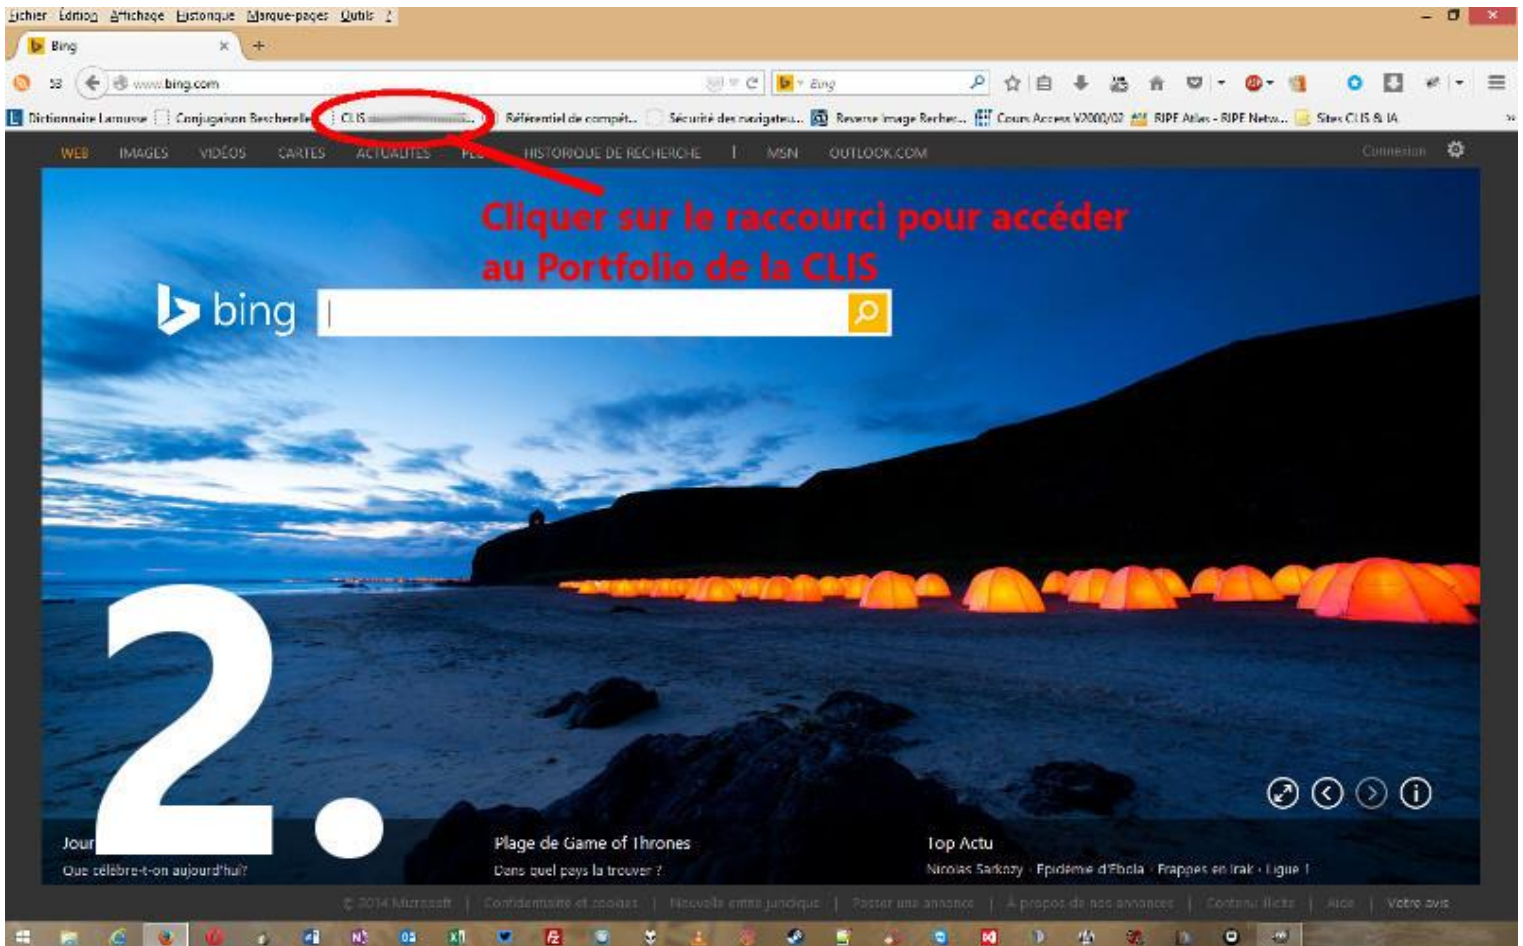 Fichier Édition Affichage Historique Marque-pages Outils ?
Bing
53 www.bing.com Bing
Dictionnaire Larousse Conjugaison Bescherelle CLIS ... Référentiel de compét... Sécurité des navigateu... Reverse Image Recher... Cours Access V2000/02 RIPE Atlas - RIPE Netw... Sites CLIS & IA
WEB IMAGES VIDÉOS CARTES ACTUALITÉS HISTORIQUE DE RECHERCHE | MSN OUTLOOK.COM Connexion
Cliquer sur le raccourci pour accéder
au Portfolio de la CLIS
bing
2.
Jour Plage de Game of Thrones Top Actu
Que célèbre-t-on aujourd'hui? Dans quel pays la trouver ? Nicolas Sarkozy · Epidémie d'Ebola · Frappes en Irak · Ligue 1
© 2014 Microsoft | Confidentialité et cookies | Nouvelle entité juridique | Passer une annonce | À propos de nos annonces | Contenu illicite | Aide | Votre avis